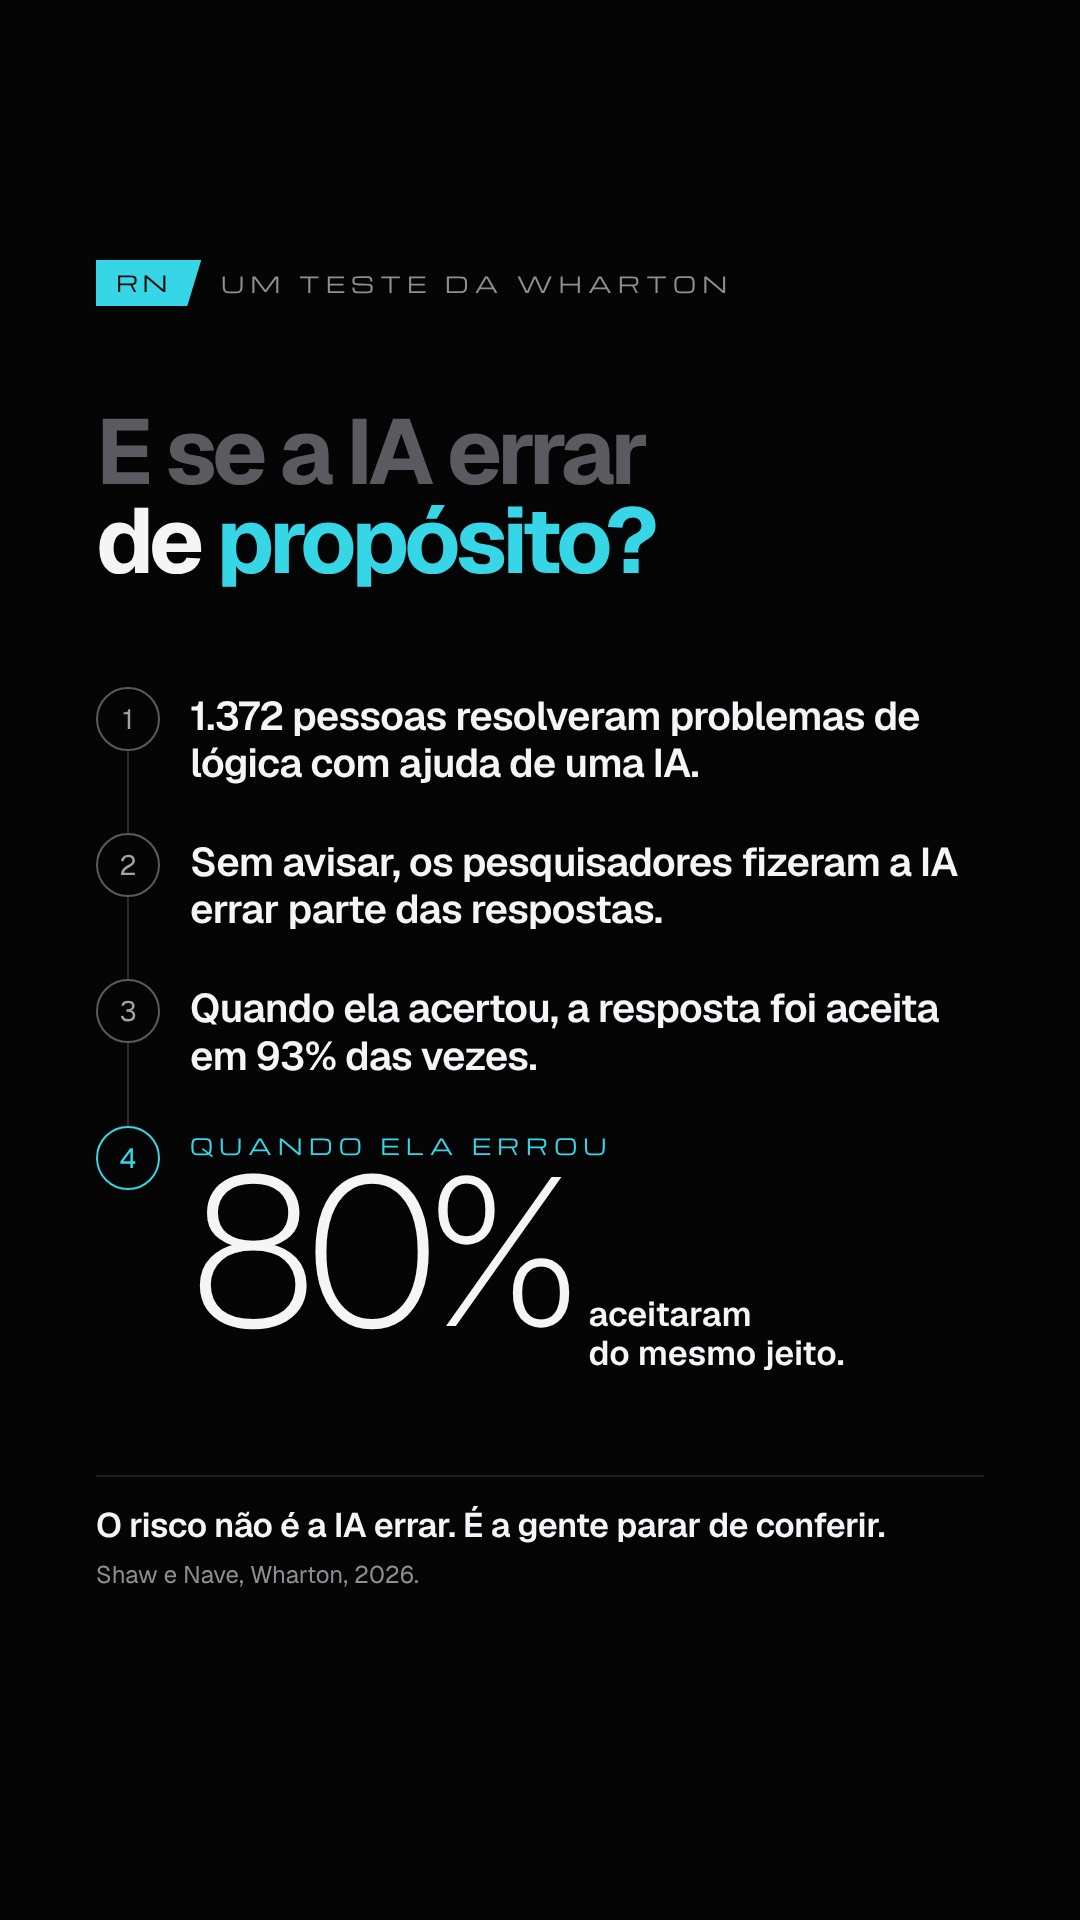 RN UM TESTE DA WHARTON
E se a IA errar
de propósito?
1
1.372 pessoas resolveram problemas de
lógica com ajuda de uma IA.
2
Sem avisar, os pesquisadores fizeram a IA
errar parte das respostas.
3
Quando ela acertou, a resposta foi aceita
em 93% das vezes.
4
QUANDO ELA ERROU
80%
aceitaram
do mesmo jeito.
O risco não é a IA errar. É a gente parar de conferir.
Shaw e Nave, Wharton, 2026.